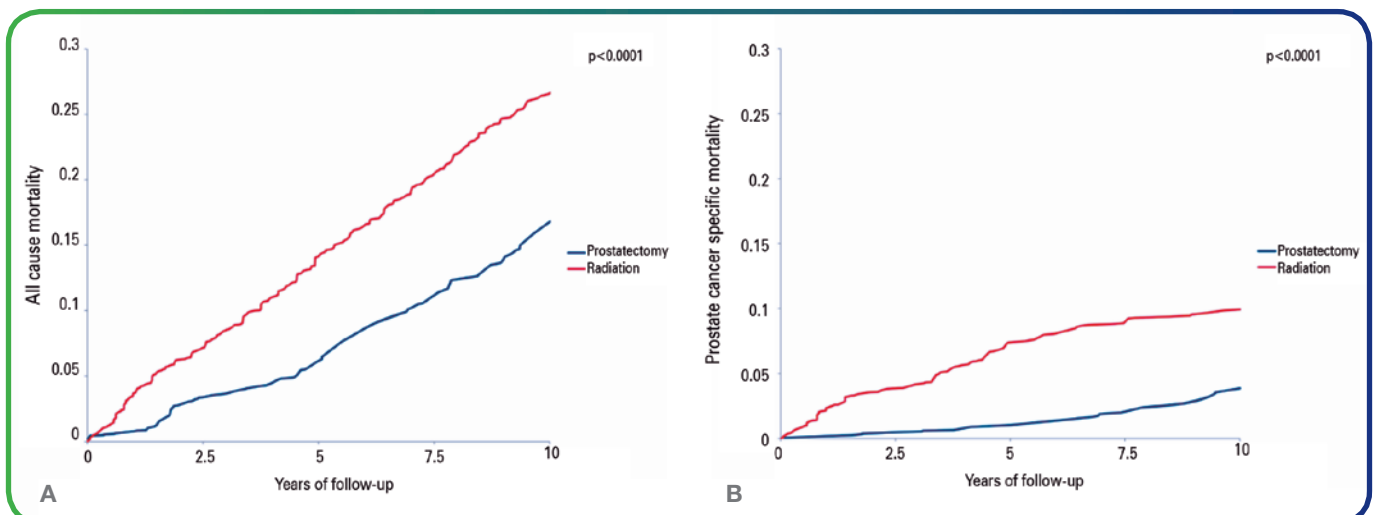 0.3
p<0.0001
0.25
0.2
0.15
0.1
0.05
0
All cause mortality
Prostatectomy
Radiation
0
2.5
5
7.5
10
Years of follow-up
A
0.3
p<0.0001
0.25
0.2
0.15
0.1
0.05
0
Prostate cancer specific mortality
Prostatectomy
Radiation
0
2.5
5
7.5
10
Years of follow-up
B